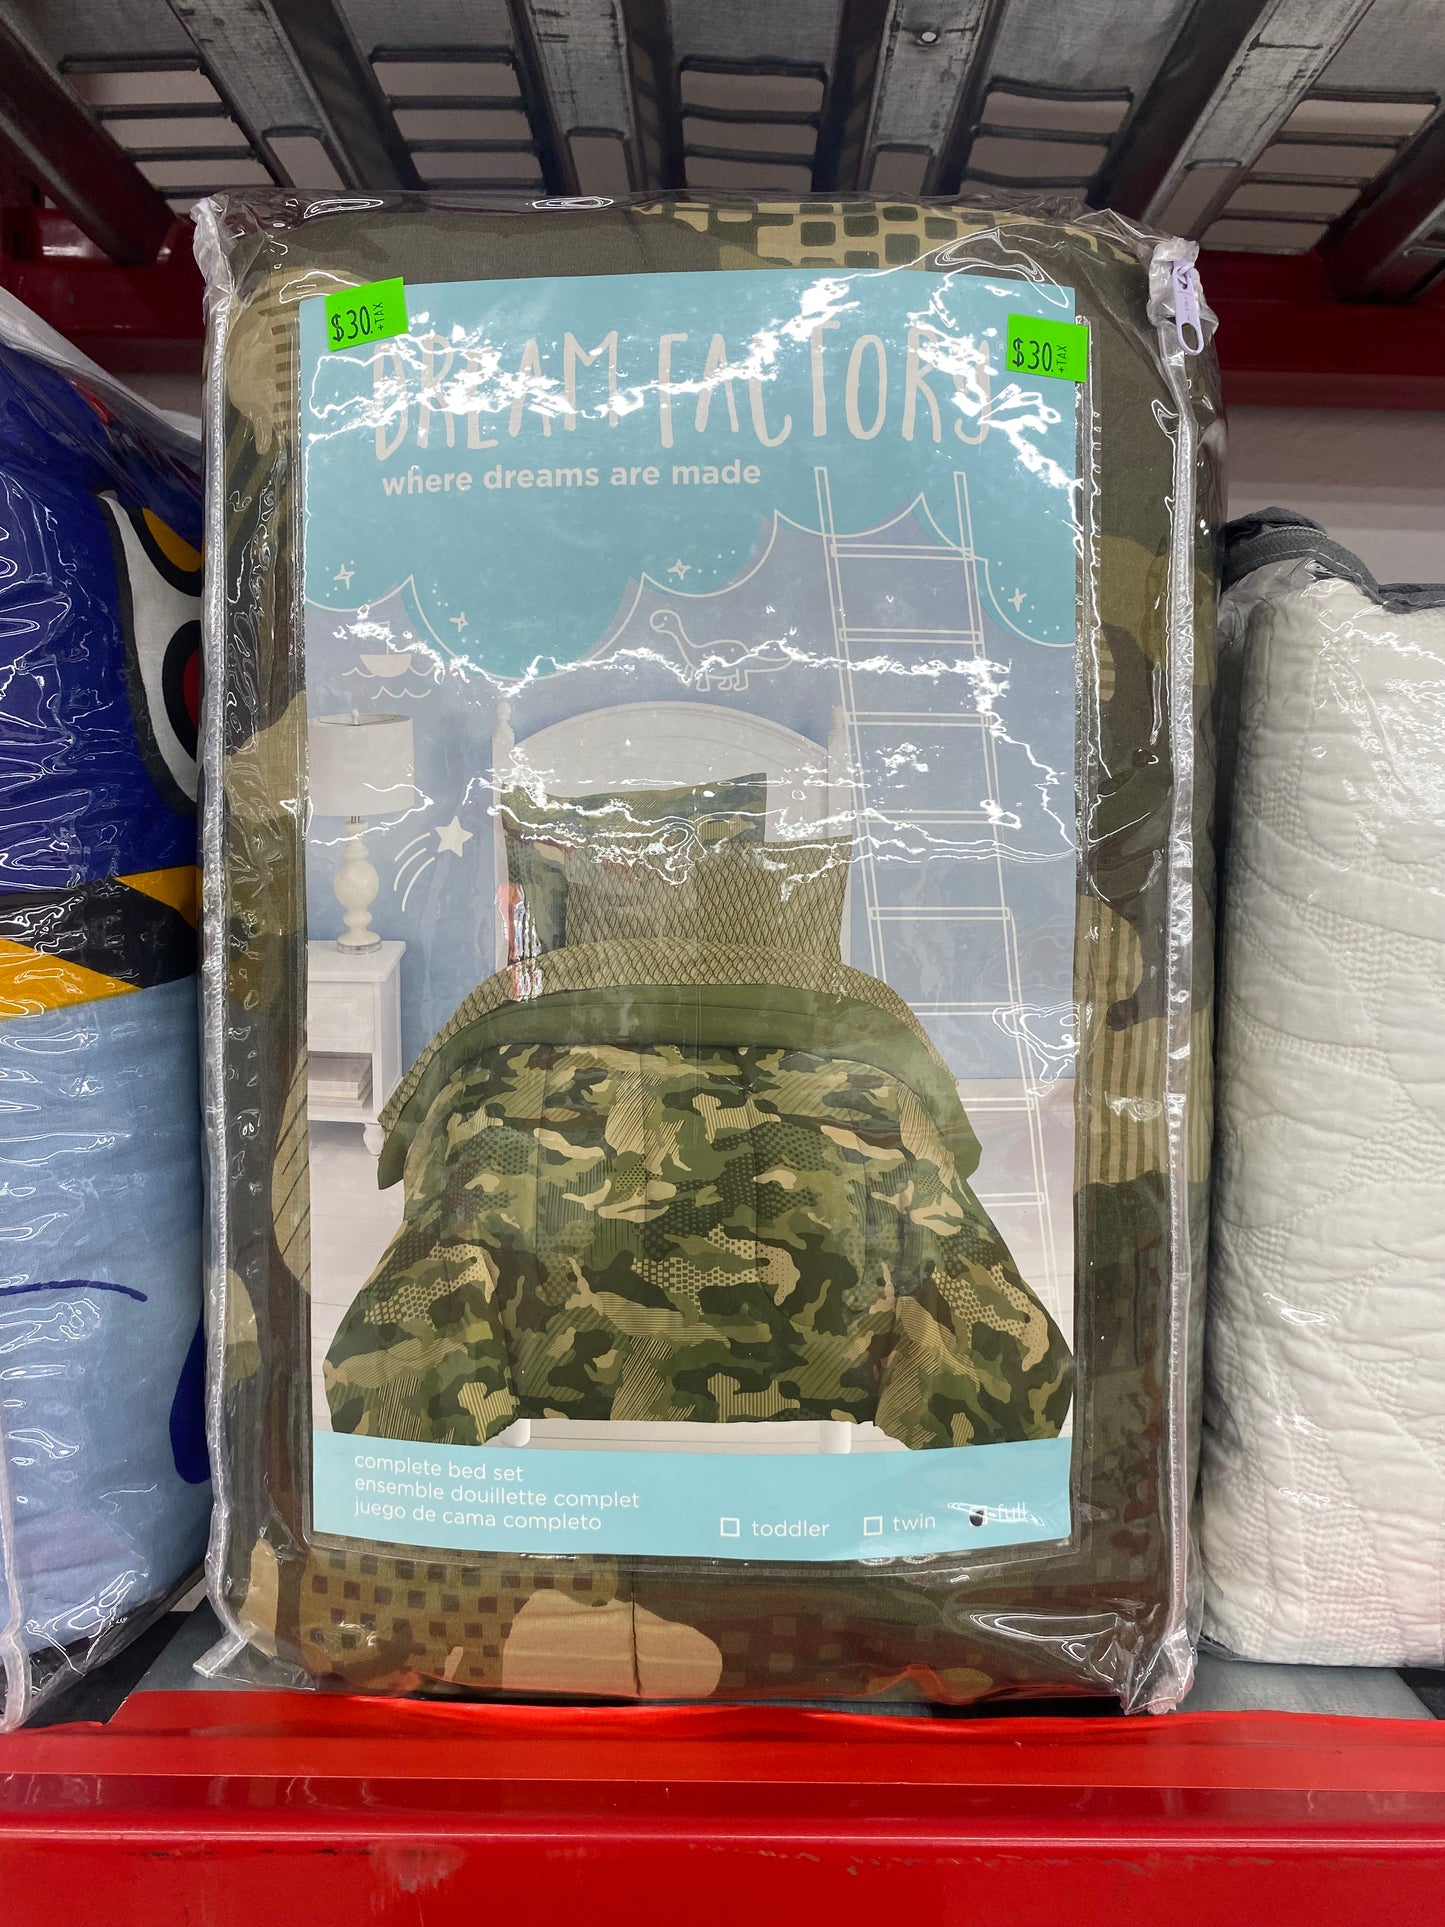 $30. +TAX
$30. +TAX
DREAM FACTORY
where dreams are made
complete bed set
ensemble douillette complet
juego de cama completo
toddler
twin
full